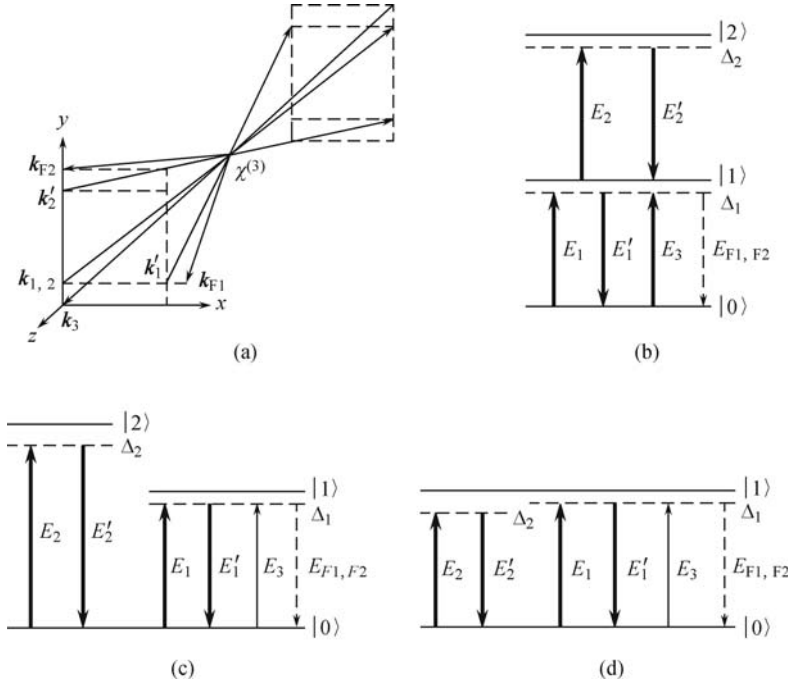 y
k_F2
k′_2
k_1, 2
k_3
z
k′_1
k_F1
x
χ^(3)
(a)
|2⟩
Δ_2
E_2
E′_2
|1⟩
Δ_1
E_1
E′_1
E_3
E_F1, F2
|0⟩
(b)
|2⟩
Δ_2
E_2
E′_2
|1⟩
Δ_1
E_1
E′_1
E_3
E_F1, F2
|0⟩
(c)
|1⟩
Δ_2
Δ_1
E_2
E′_2
E_1
E′_1
E_3
E_F1, F2
|0⟩
(d)